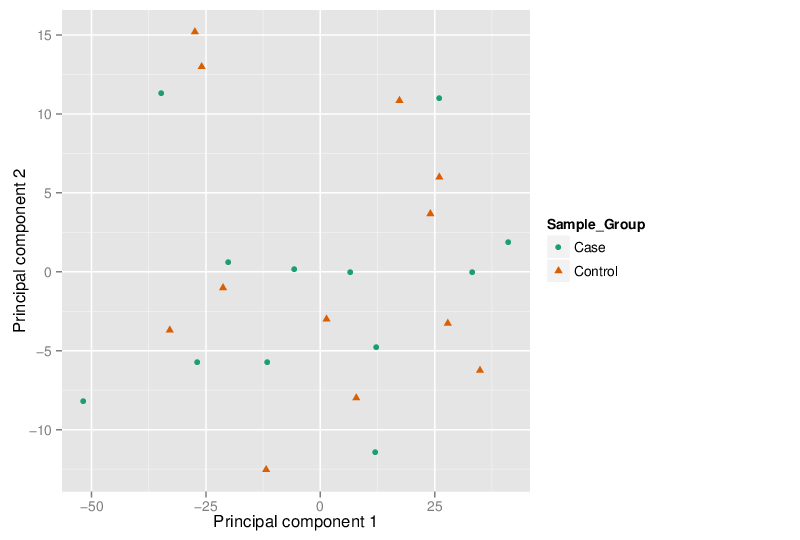 15
10
5
0
−5
−10
−50
−25
0
25
Principal component 1
Principal component 2
Sample_Group
Case
Control